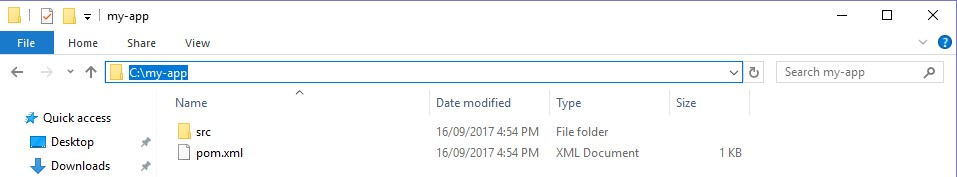 my-app
File Home Share View
C:\my-app Search my-app
Name Date modified Type Size
Quick access
src 16/09/2017 4:54 PM File folder
Desktop
pom.xml 16/09/2017 4:54 PM XML Document 1 KB
Downloads